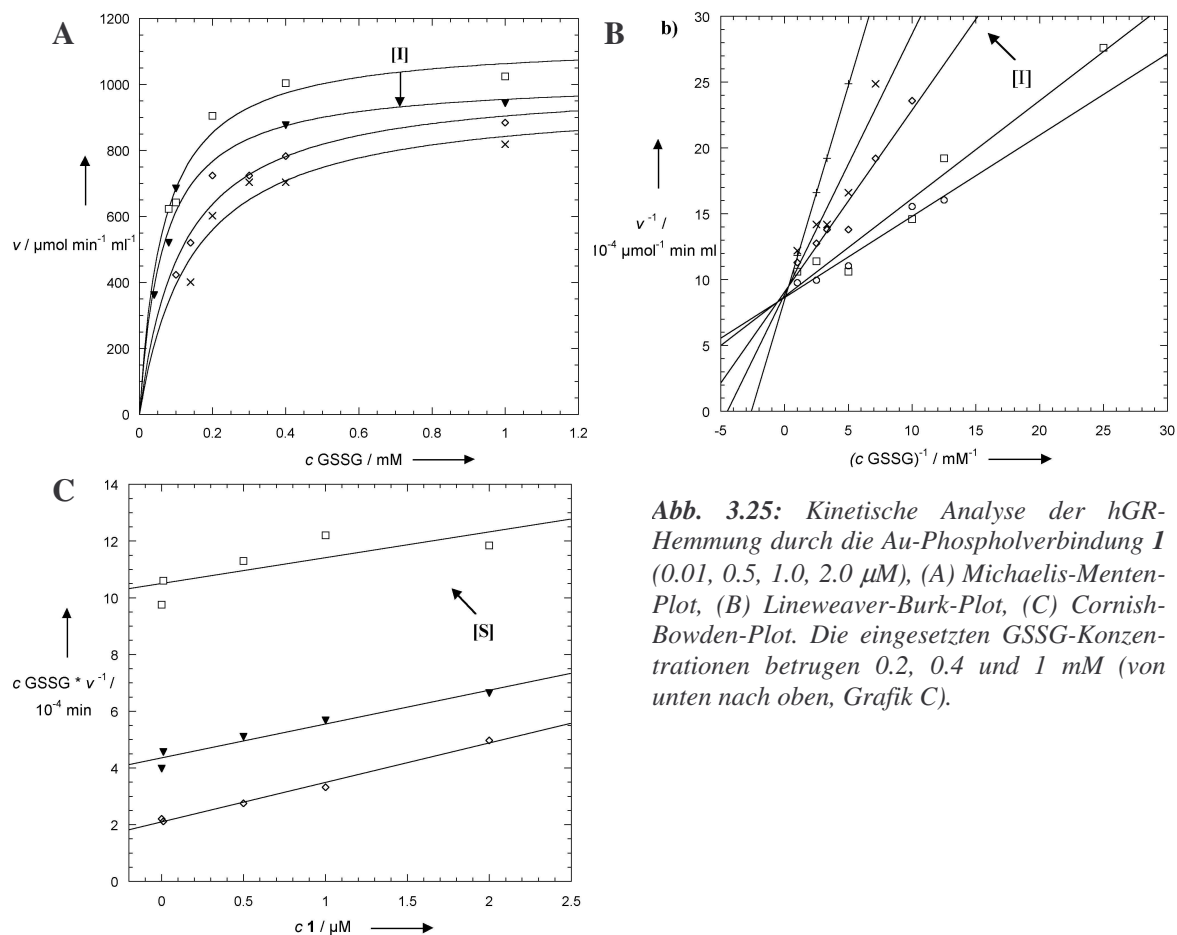 A
1200
1000
800
600
400
200
0
v / µmol min⁻¹ ml⁻¹
[I]
0 0.2 0.4 0.6 0.8 1 1.2
c GSSG / mM
B
b)
30
25
20
15
10
5
0
v⁻¹ /
10⁻⁴ µmol⁻¹ min ml
[I]
-5 0 5 10 15 20 25 30
(c GSSG)⁻¹ / mM⁻¹
C
14
12
10
8
6
4
2
0
c GSSG * v⁻¹ /
10⁻⁴ min
[S]
0 0.5 1 1.5 2 2.5
c 1 / µM
Abb. 3.25: Kinetische Analyse der hGR-
Hemmung durch die Au-Phospholverbindung 1
(0.01, 0.5, 1.0, 2.0 µM), (A) Michaelis-Menten-
Plot, (B) Lineweaver-Burk-Plot, (C) Cornish-
Bowden-Plot. Die eingesetzten GSSG-Konzen-
trationen betrugen 0.2, 0.4 und 1 mM (von
unten nach oben, Grafik C).